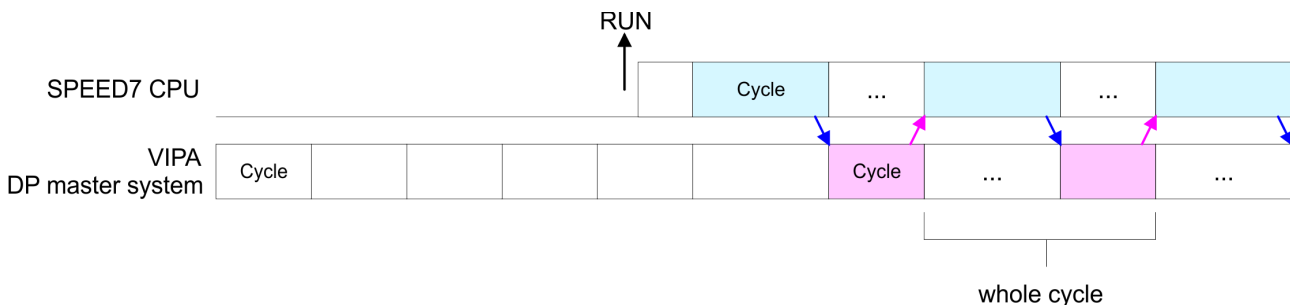 RUN
SPEED7 CPU
Cycle
...
...
VIPA
DP master system
Cycle
Cycle
...
...
whole cycle